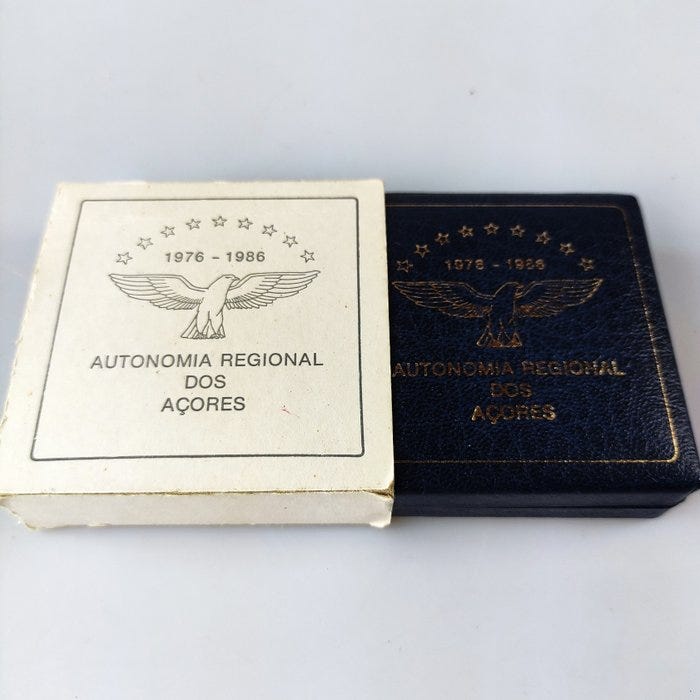 1976 - 1986
AUTONOMIA REGIONAL
DOS
AÇORES
1976 - 1986
AUTONOMIA REGIONAL
DOS
AÇORES